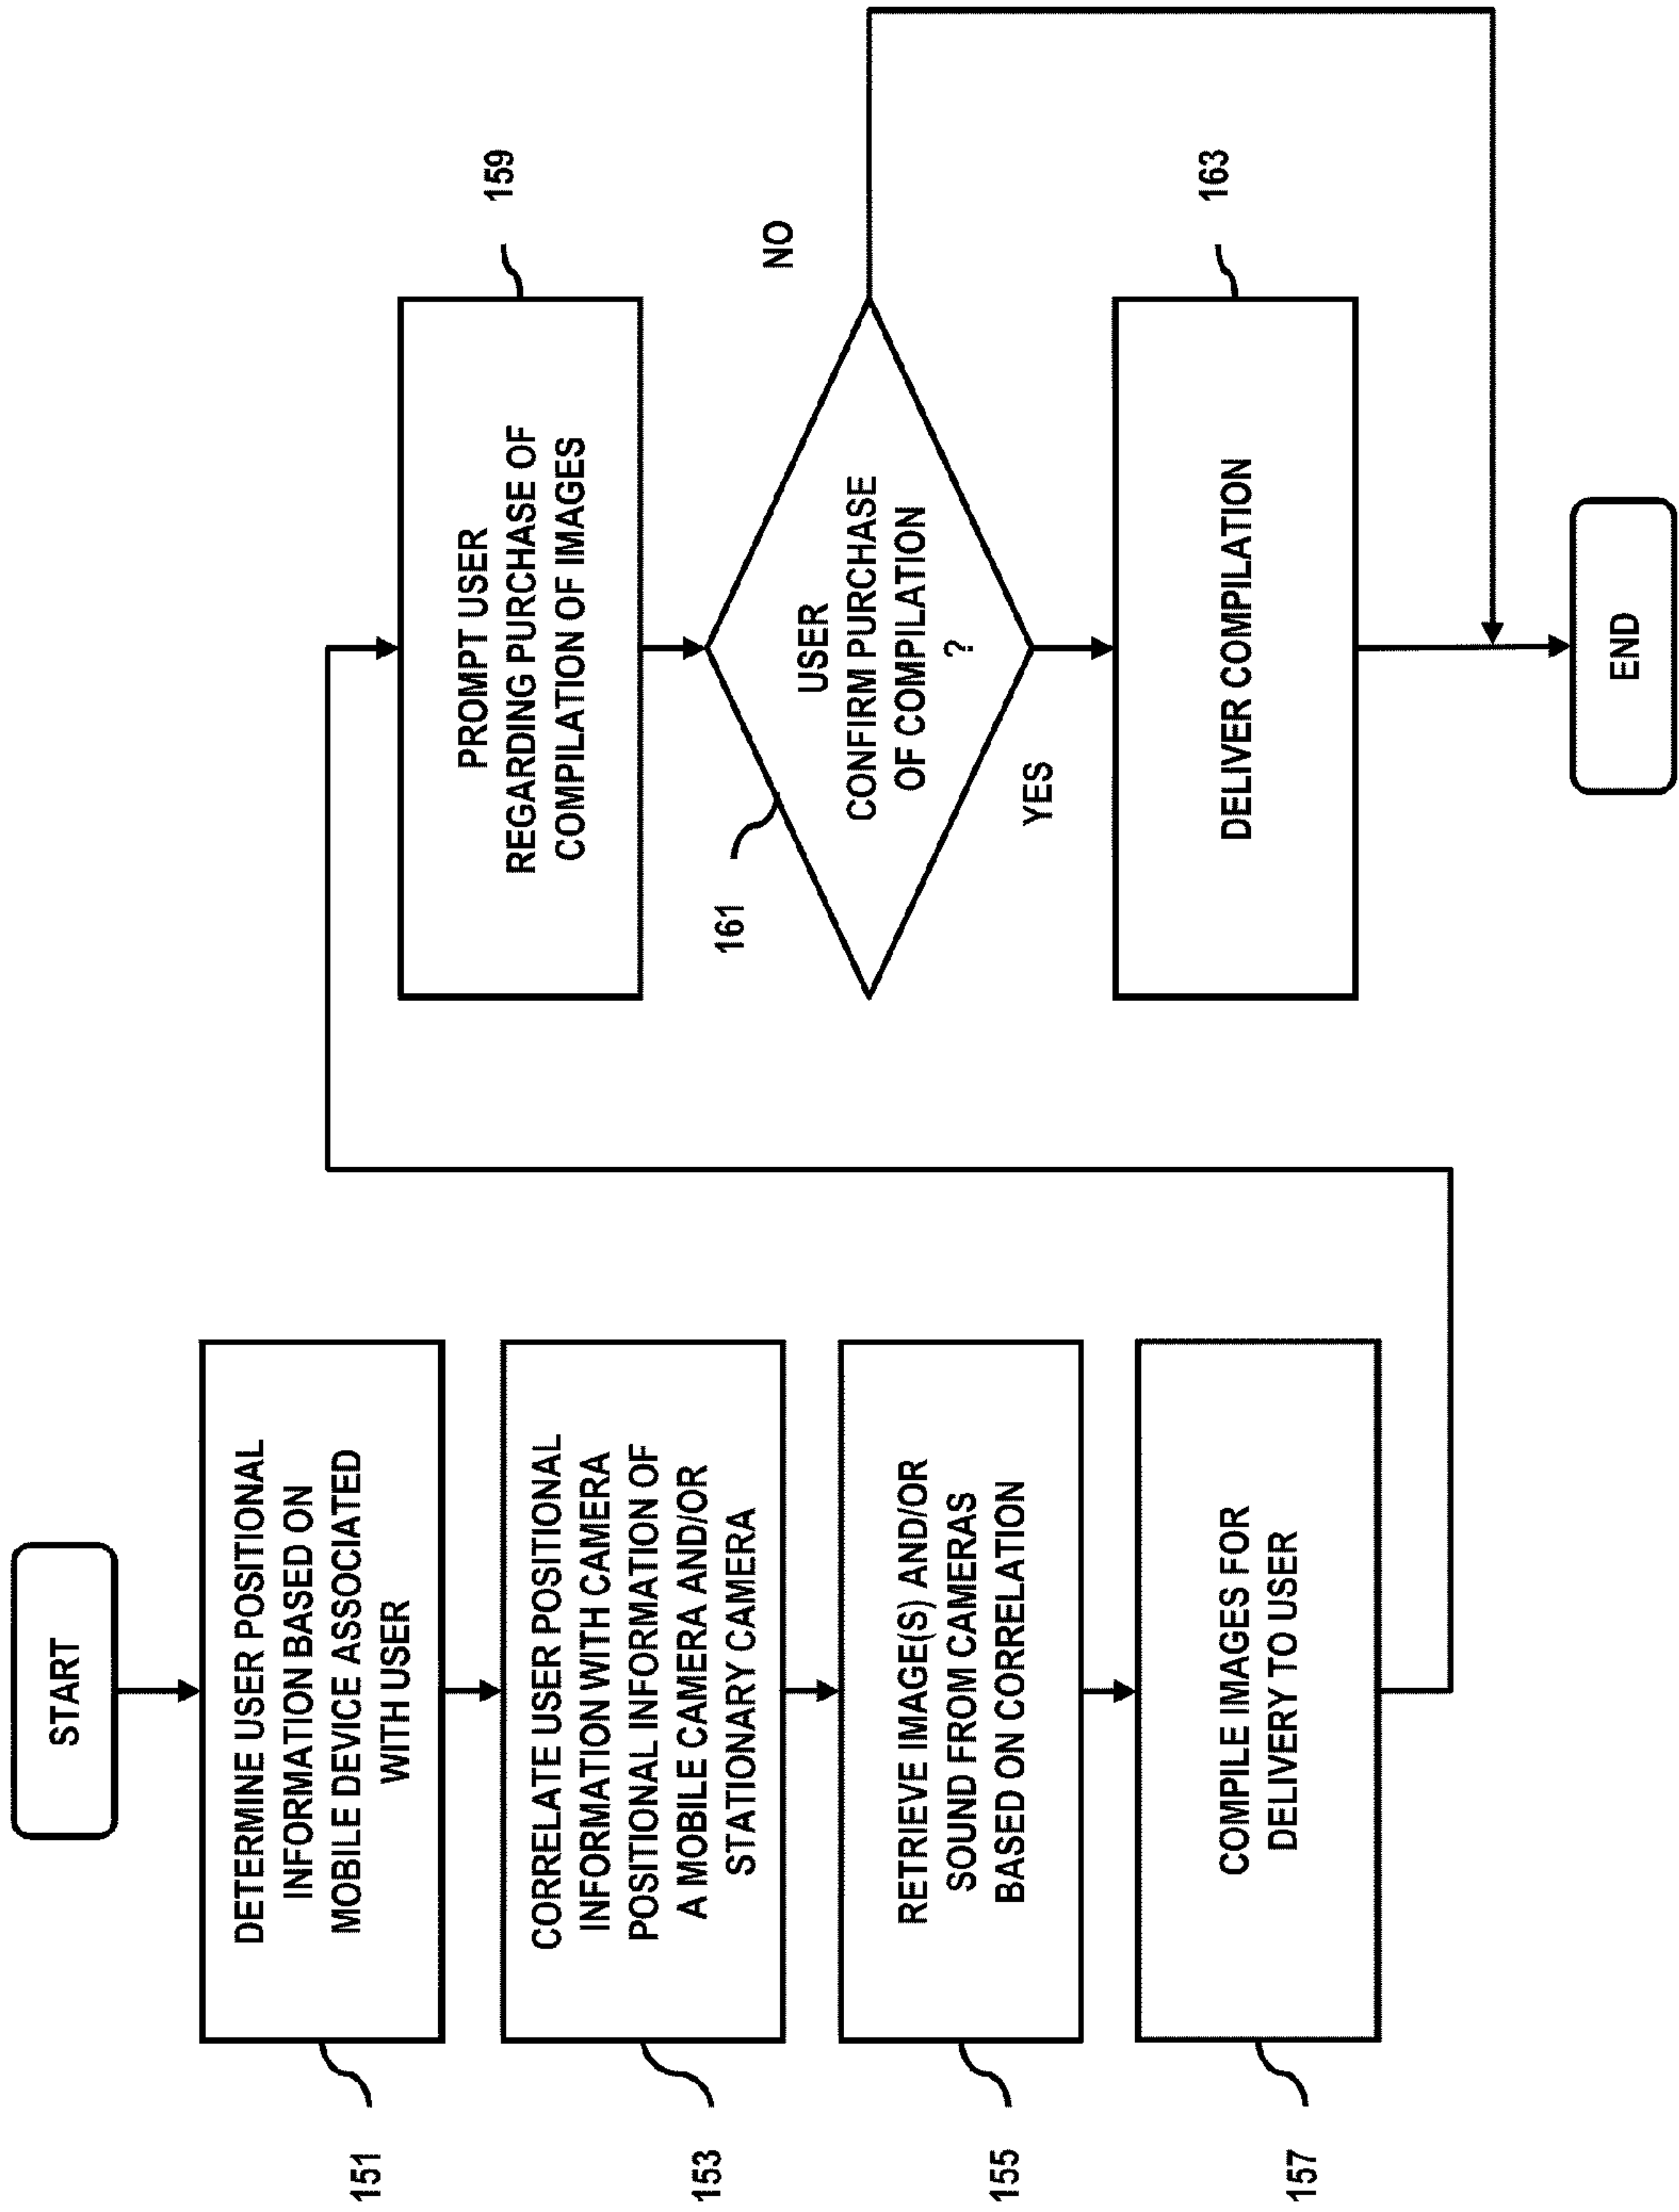 START
DETERMINE USER POSITIONAL
INFORMATION BASED ON
MOBILE DEVICE ASSOCIATED
WITH USER
151
CORRELATE USER POSITIONAL
INFORMATION WITH CAMERA
POSITIONAL INFORMATION OF
A MOBILE CAMERA AND/OR
STATIONARY CAMERA
153
RETRIEVE IMAGE(S) AND/OR
SOUND FROM CAMERAS
BASED ON CORRELATION
155
COMPILE IMAGES FOR
DELIVERY TO USER
157
PROMPT USER
REGARDING PURCHASE OF
COMPILATION OF IMAGES
159
USER
CONFIRM PURCHASE
OF COMPILATION
?
161
NO
YES
DELIVER COMPILATION
163
END